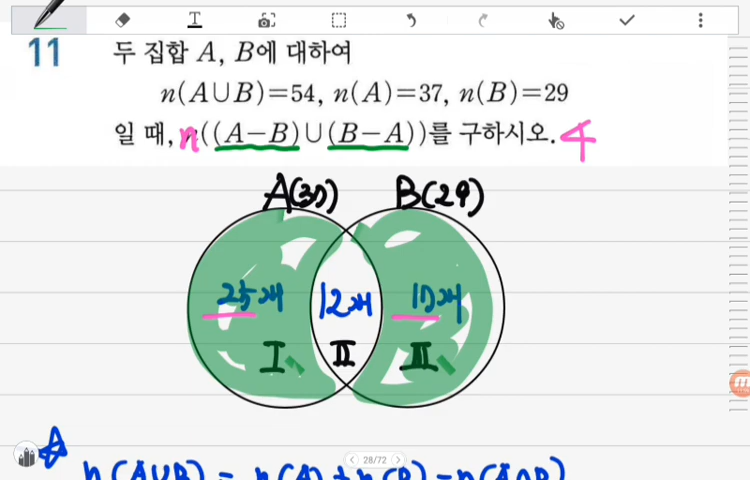 11 두 집합 A, B에 대하여
n(A∪B)=54, n(A)=37, n(B)=29
일 때, n((A−B)∪(B−A))를 구하시오. 4
A(37) B(29)
25개 12개 17개
I II III
28/72
n(A∪B) = n(A)+n(B)−n(A∩B)